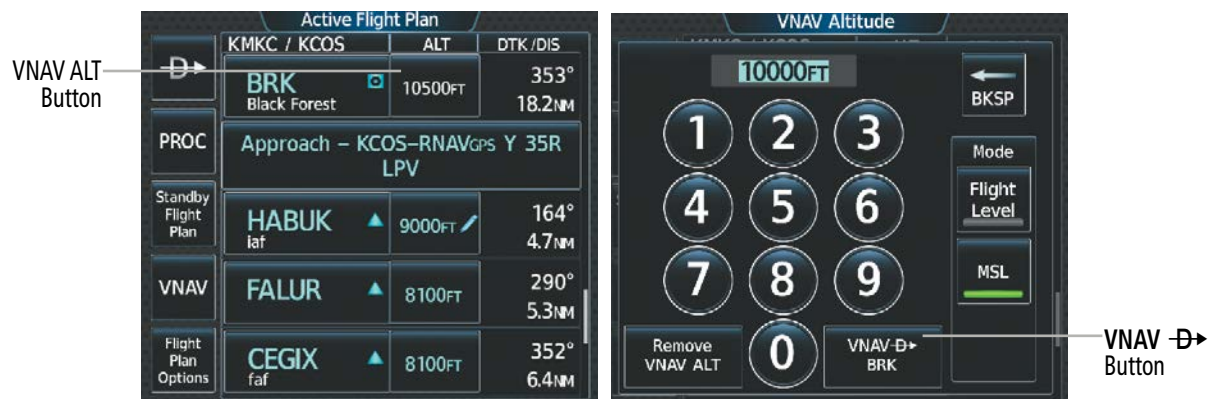 VNAV ALT
Button
Active Flight Plan
KMKC / KCOS ALT DTK /DIS
BRK
Black Forest
10500FT
353°
18.2NM
PROC
Approach – KCOS–RNAVGPS Y 35R
LPV
Standby
Flight
Plan
HABUK
iaf
9000FT
164°
4.7NM
VNAV
FALUR
8100FT
290°
5.3NM
Flight
Plan
Options
CEGIX
faf
8100FT
352°
6.4NM
VNAV Altitude
10000FT
BKSP
1 2 3
Mode
Flight
Level
4 5 6
MSL
7 8 9
Remove
VNAV ALT
0
VNAV-D→
BRK
VNAV D→
Button
D→